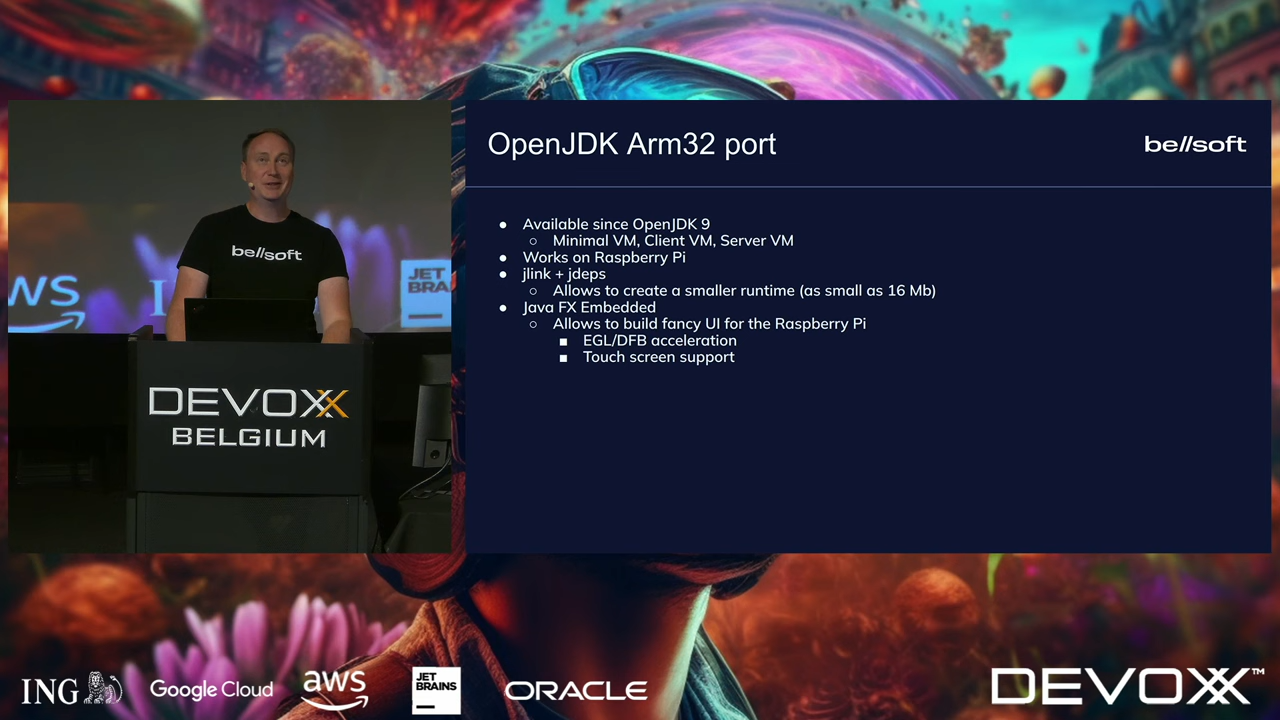 OpenJDK Arm32 port
bellsoft
Available since OpenJDK 9
Minimal VM, Client VM, Server VM
Works on Raspberry Pi
jlink + jdeps
Allows to create a smaller runtime (as small as 16 Mb)
Java FX Embedded
Allows to build fancy UI for the Raspberry Pi
EGL/DFB acceleration
Touch screen support
bellsoft
JET
BRAI
DEVOXX
BELGIUM
ING
Google Cloud
aws
JET
BRAINS
ORACLE
DEVOXX™